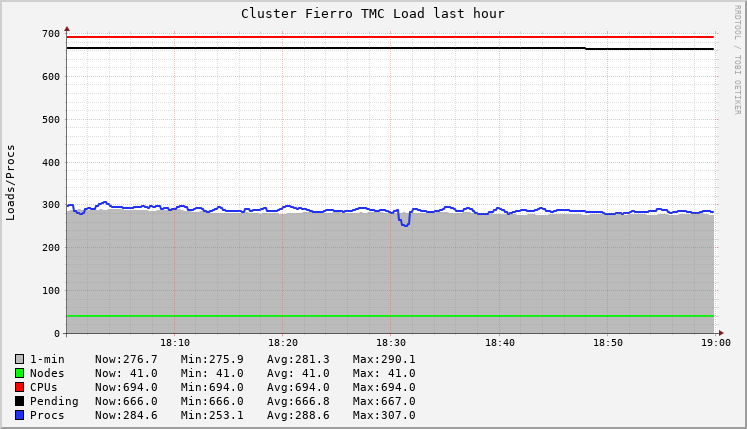 Cluster Fierro TMC Load last hour
RRDTOOL / TOBI OETIKER
Loads/Procs
700
600
500
400
300
200
100
0
18:10 18:20 18:30 18:40 18:50 19:00
1-min Now:276.7 Min:275.9 Avg:281.3 Max:290.1
Nodes Now: 41.0 Min: 41.0 Avg: 41.0 Max: 41.0
CPUs Now:694.0 Min:694.0 Avg:694.0 Max:694.0
Pending Now:666.0 Min:666.0 Avg:666.8 Max:667.0
Procs Now:284.6 Min:253.1 Avg:288.6 Max:307.0